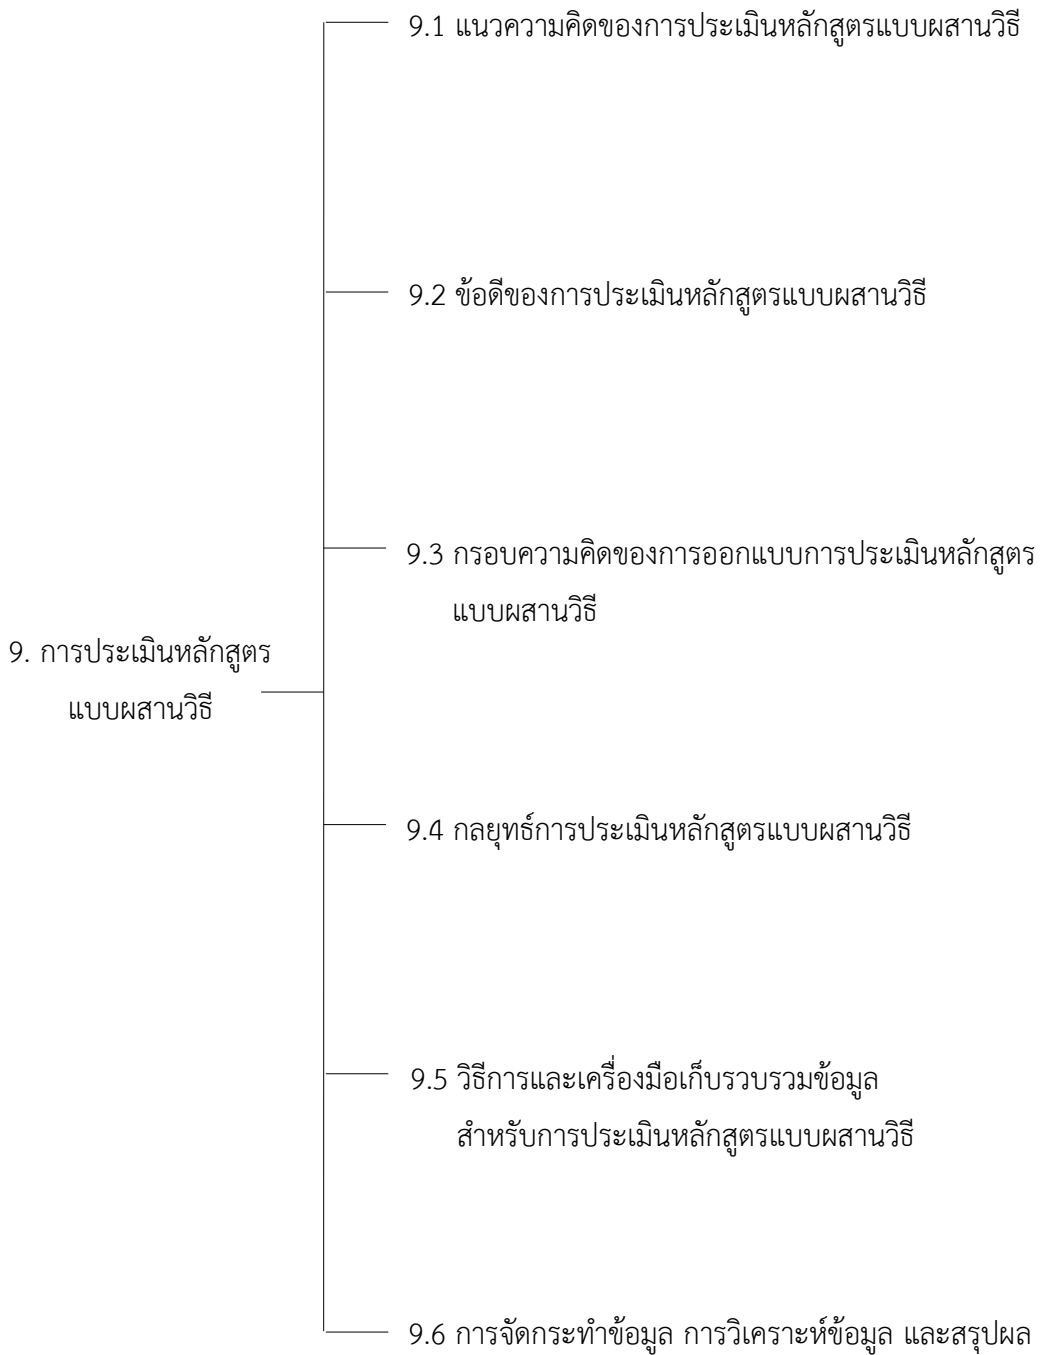 9.1 แนวความคิดของการประเมินหลักสูตรแบบผสานวิธี
9.2 ข้อดีของการประเมินหลักสูตรแบบผสานวิธี
9.3 กรอบความคิดของการออกแบบการประเมินหลักสูตร
แบบผสานวิธี
9. การประเมินหลักสูตร
แบบผสานวิธี
9.4 กลยุทธ์การประเมินหลักสูตรแบบผสานวิธี
9.5 วิธีการและเครื่องมือเก็บรวบรวมข้อมูล
สำหรับการประเมินหลักสูตรแบบผสานวิธี
9.6 การจัดกระทำข้อมูล การวิเคราะห์ข้อมูล และสรุปผล